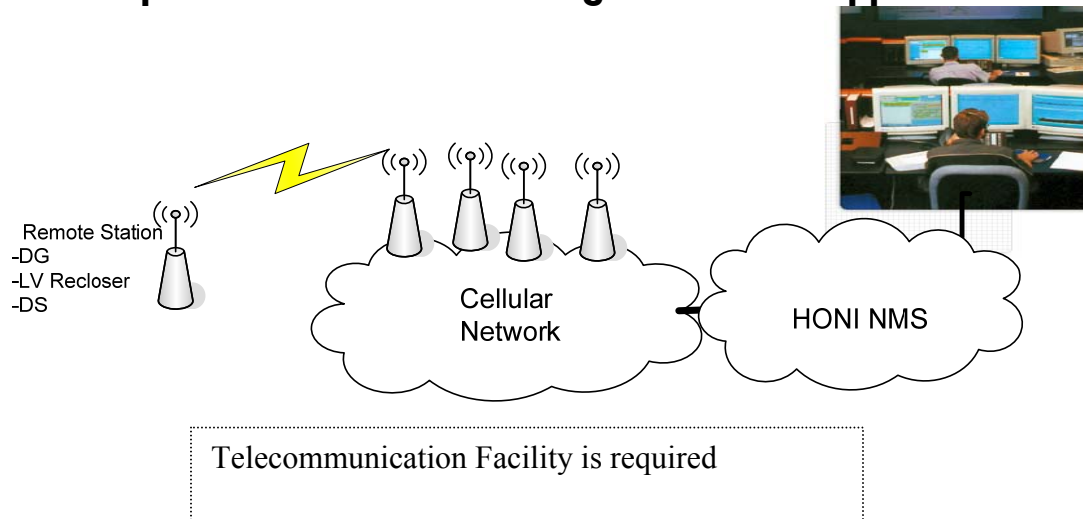 Remote Station
-DG
-LV Recloser
-DS
Cellular
Network
HONI NMS
Telecommunication Facility is required